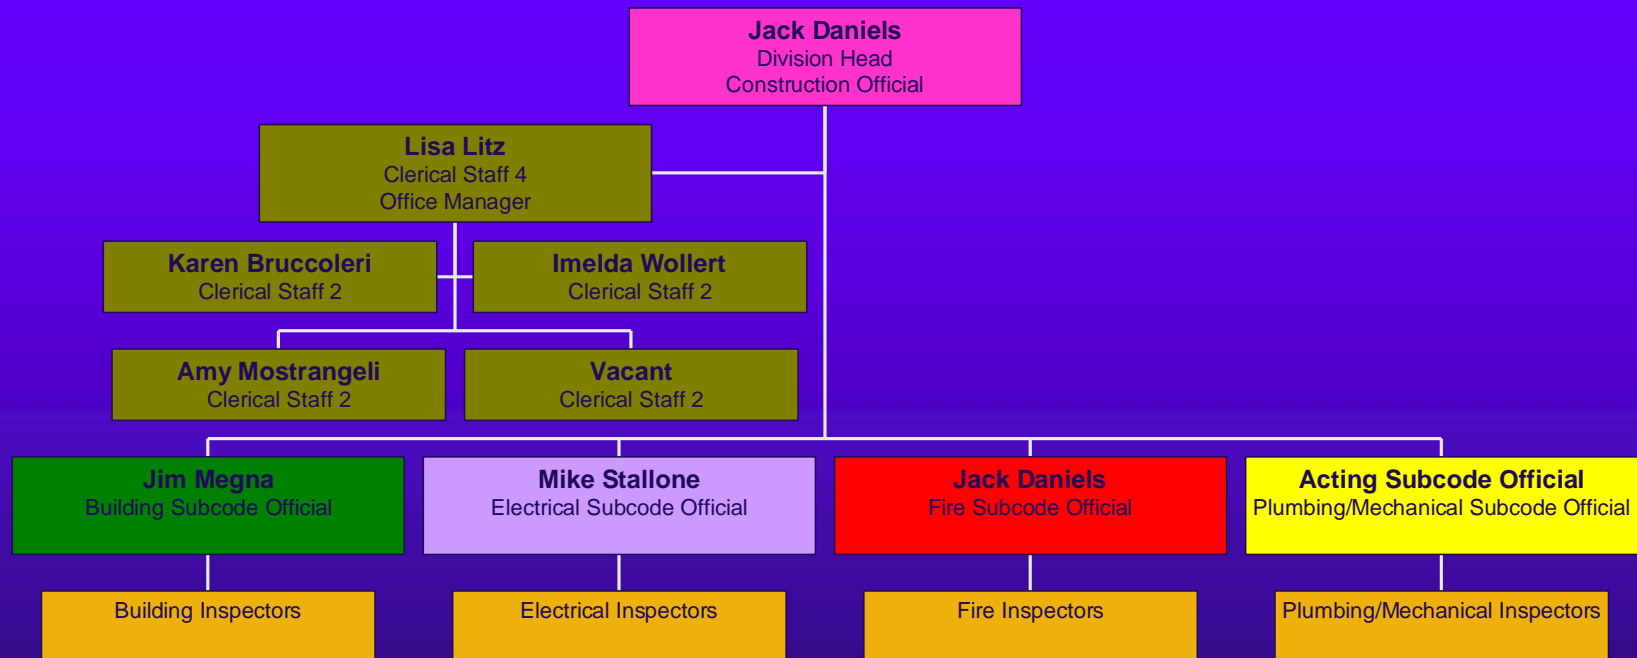 Jack Daniels
Division Head
Construction Official
Lisa Litz
Clerical Staff 4
Office Manager
Karen Bruccoleri
Clerical Staff 2
Imelda Wollert
Clerical Staff 2
Amy Mostrangeli
Clerical Staff 2
Vacant
Clerical Staff 2
Jim Megna
Building Subcode Official
Mike Stallone
Electrical Subcode Official
Jack Daniels
Fire Subcode Official
Acting Subcode Official
Plumbing/Mechanical Subcode Official
Building Inspectors
Electrical Inspectors
Fire Inspectors
Plumbing/Mechanical Inspectors